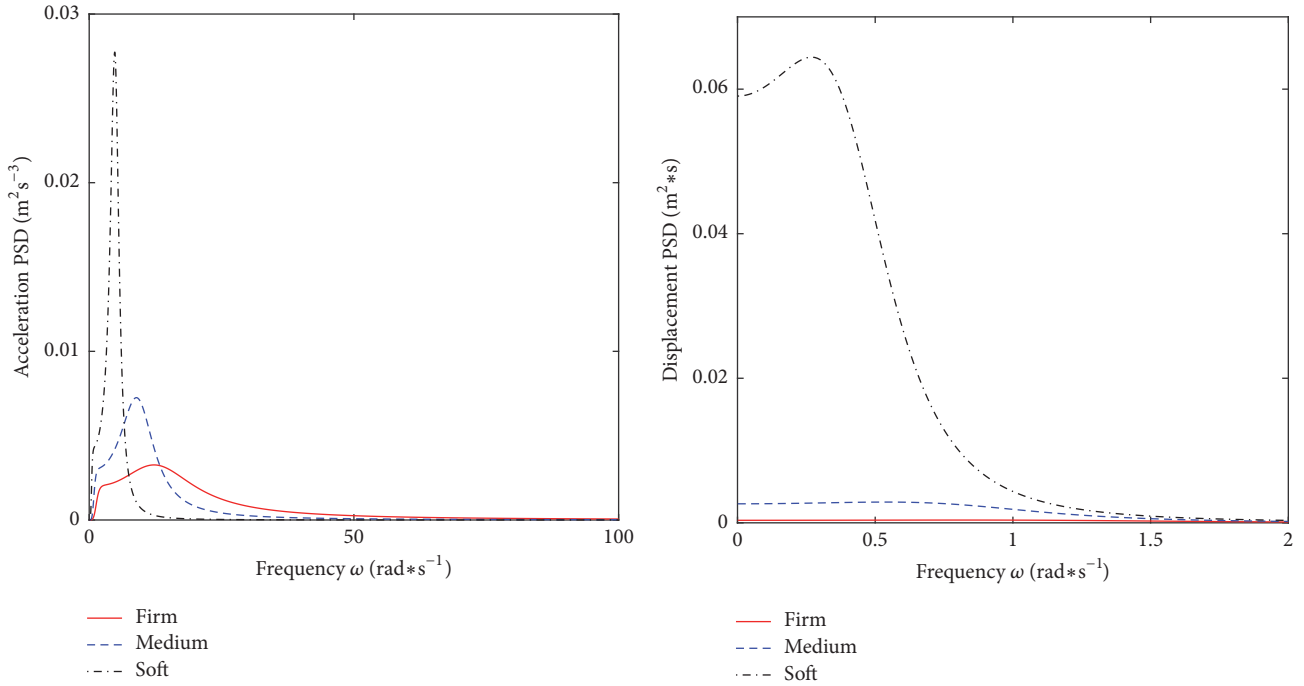 0.03
0.02
0.01
0
Acceleration PSD (m² s⁻³)
0
50
100
Frequency ω (rad∗s⁻¹)
Firm
Medium
Soft
0.06
0.04
0.02
0
Displacement PSD (m²∗s)
0
0.5
1
1.5
2
Frequency ω (rad∗s⁻¹)
Firm
Medium
Soft